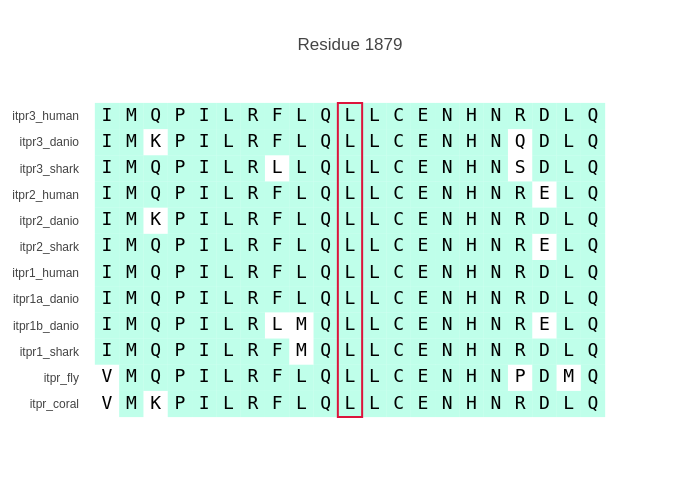 Residue 1879
itpr3_human I M Q P I L R F L Q L L C E N H N R D L Q
itpr3_danio I M K P I L R F L Q L L C E N H N Q D L Q
itpr3_shark I M Q P I L R L L Q L L C E N H N S D L Q
itpr2_human I M Q P I L R F L Q L L C E N H N R E L Q
itpr2_danio I M K P I L R F L Q L L C E N H N R D L Q
itpr2_shark I M Q P I L R F L Q L L C E N H N R E L Q
itpr1_human I M Q P I L R F L Q L L C E N H N R D L Q
itpr1a_danio I M Q P I L R F L Q L L C E N H N R D L Q
itpr1b_danio I M Q P I L R L M Q L L C E N H N R E L Q
itpr1_shark I M Q P I L R F M Q L L C E N H N R D L Q
itpr_fly V M Q P I L R F L Q L L C E N H N P D M Q
itpr_coral V M K P I L R F L Q L L C E N H N R D L Q